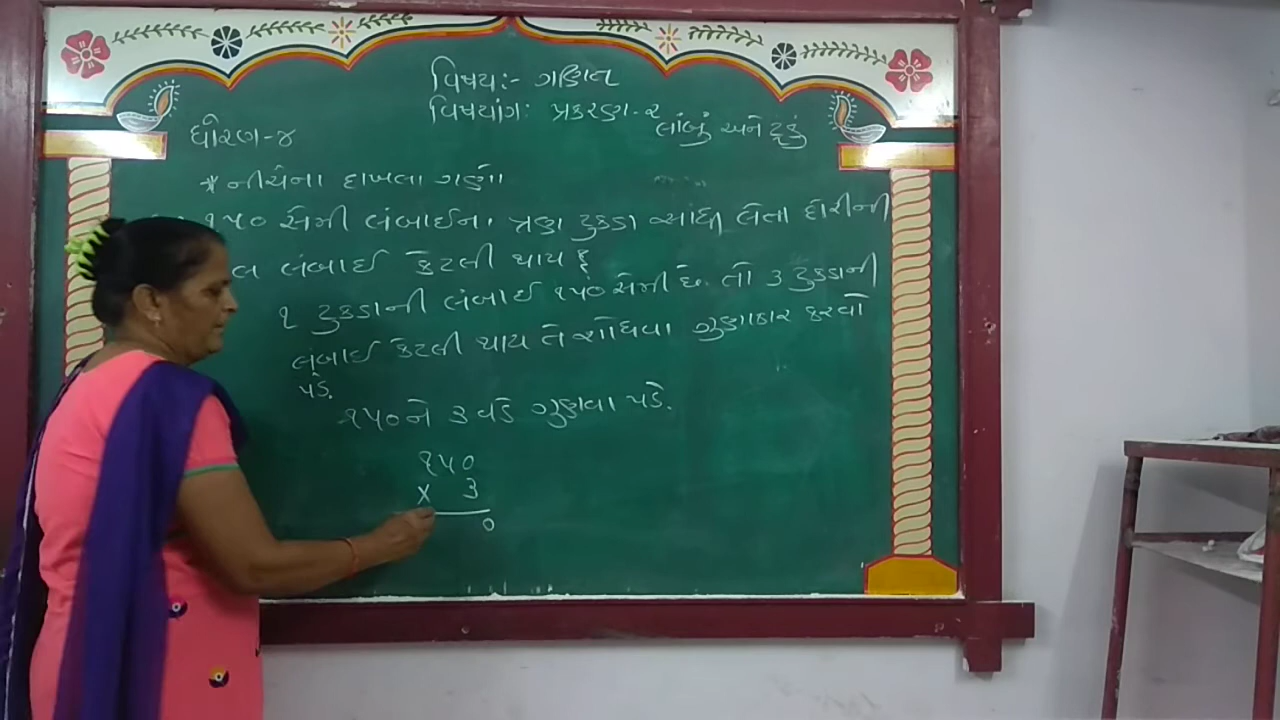 વિષય:- ગણિત
વિષયાંગ: પ્રકરણ-૨
લાંબું અને ટૂંકું
ધોરણ-૪
* નીચેના દાખલા ગણો
૧૫૦ સેમી લંબાઈના ત્રણ ટુકડા સાંધી લેતા દોરીની
લંબાઈ કેટલી થાય?
૧ ટુકડાની લંબાઈ ૧૫૦ સેમી છે. તો ૩ ટુકડાની
લંબાઈ કેટલી થાય તે શોધવા ગુણાકાર કરવો
પડે.
૧૫૦ને ૩ વડે ગુણવા પડે.
૧૫૦
× ૩
૦